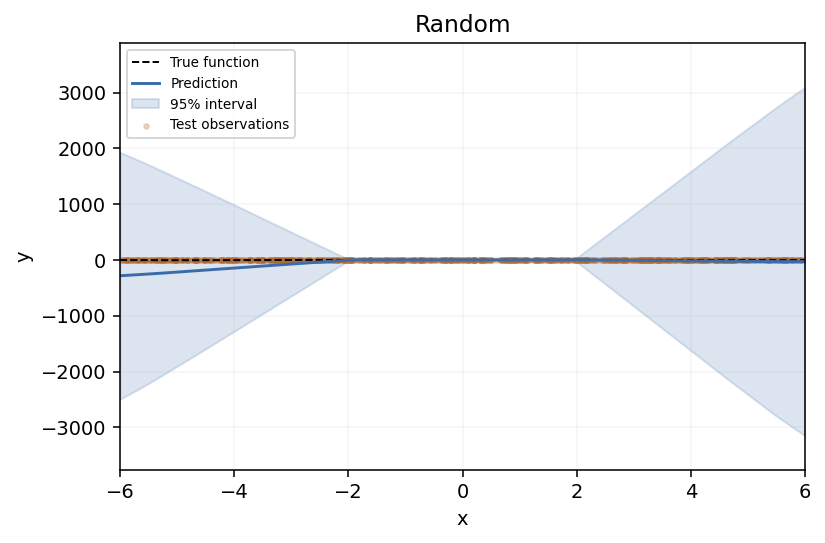 Random
True function
Prediction
95% interval
Test observations
y
3000
2000
1000
0
−1000
−2000
−3000
−6
−4
−2
0
2
4
6
x